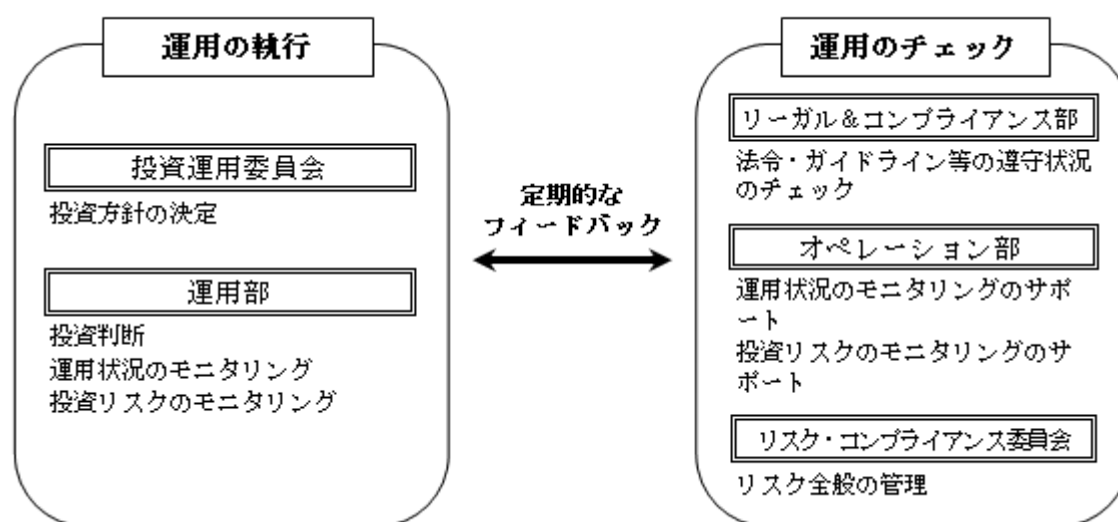 運用の執行
投資運用委員会
投資方針の決定
運用部
投資判断
運用状況のモニタリング
投資リスクのモニタリング
定期的な
フィードバック
運用のチェック
リーガル&コンプライアンス部
法令・ガイドライン等の遵守状況
のチェック
オペレーション部
運用状況のモニタリングのサポ
ート
投資リスクのモニタリングのサ
ポート
リスク・コンプライアンス委員会
リスク全般の管理